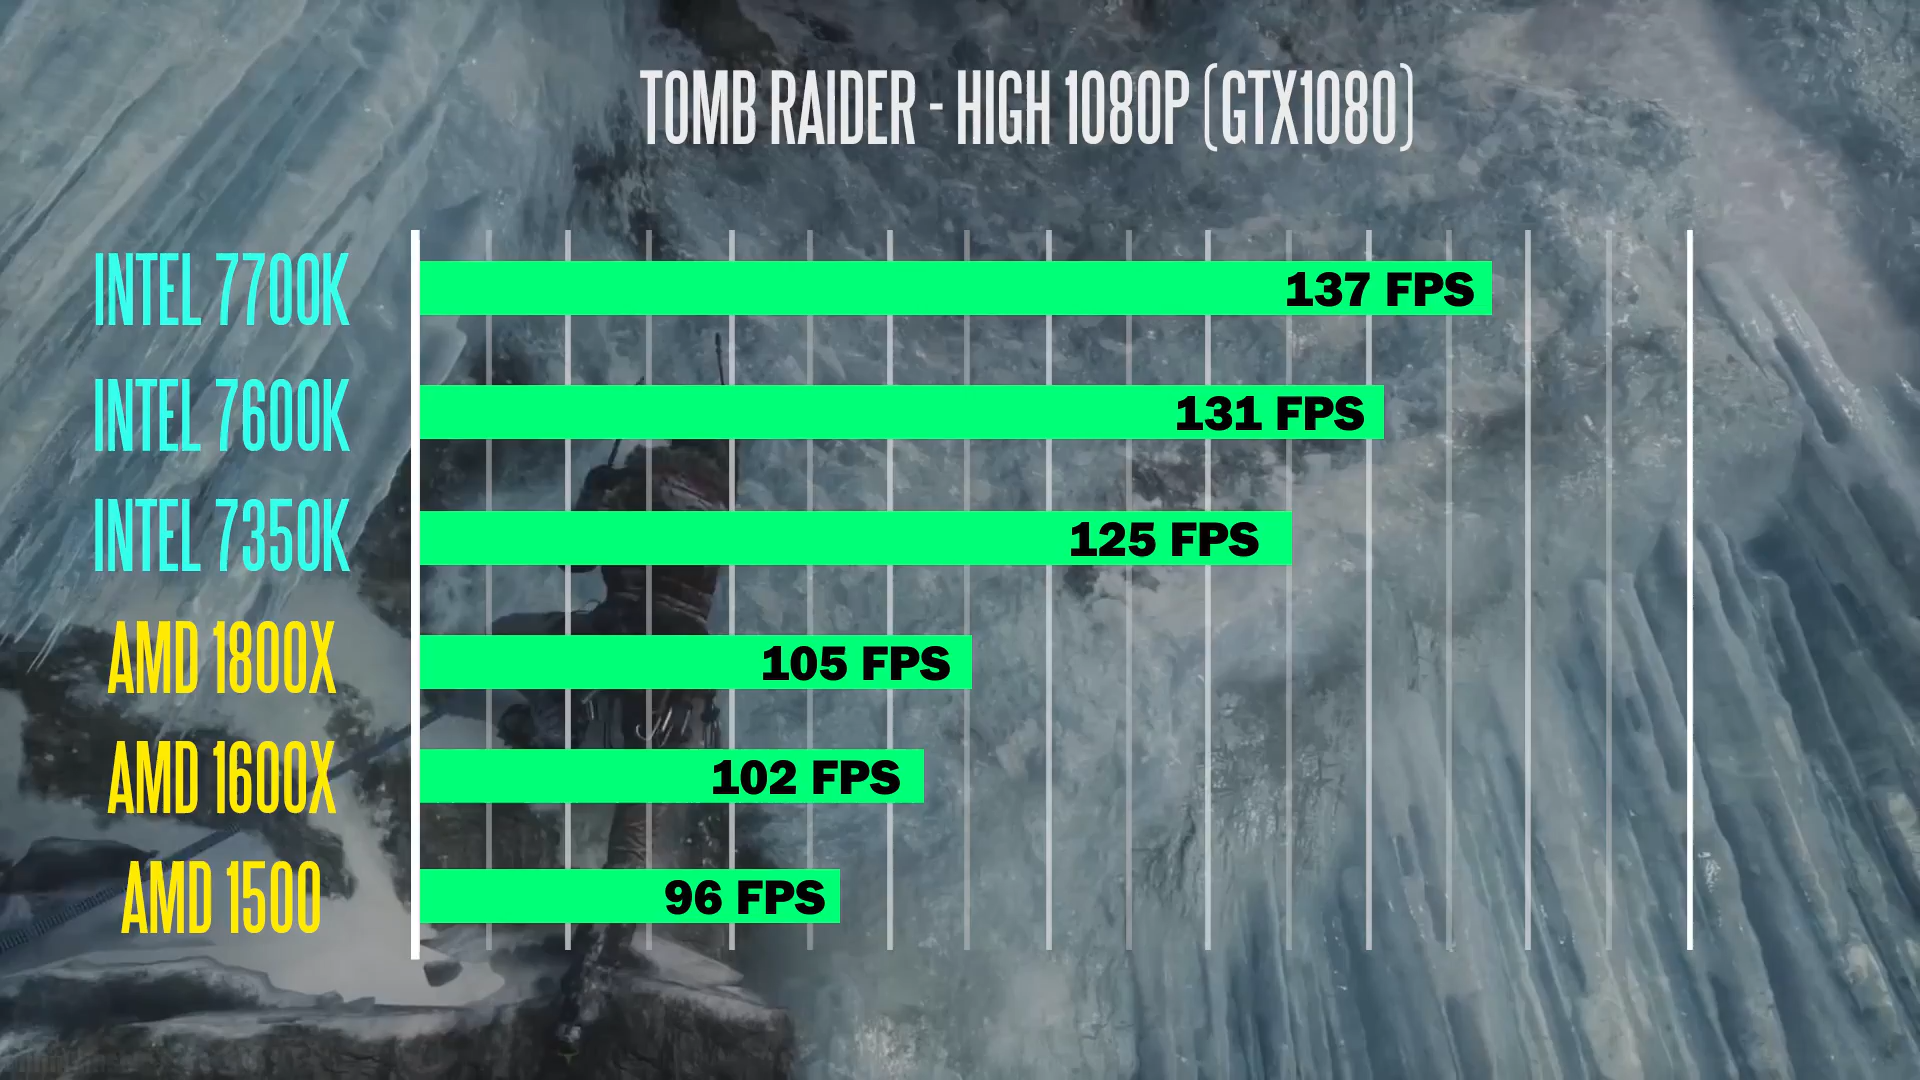 TOMB RAIDER - HIGH 1080P (GTX1080)
INTEL 7700K 137 FPS
INTEL 7600K 131 FPS
INTEL 7350K 125 FPS
AMD 1800X 105 FPS
AMD 1600X 102 FPS
AMD 1500 96 FPS